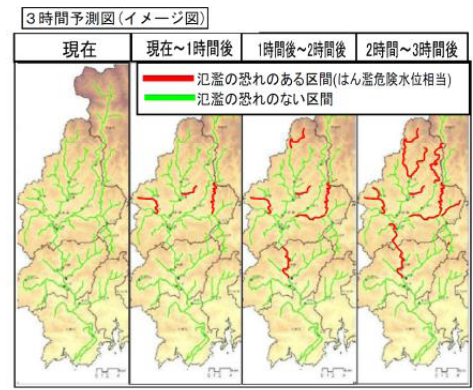 ３時間予測図(イメージ図)
現在
現在～1時間後
1時間後～2時間後
2時間～3時間後
氾濫の恐れのある区間(はん濫危険水位相当)
氾濫の恐れのない区間